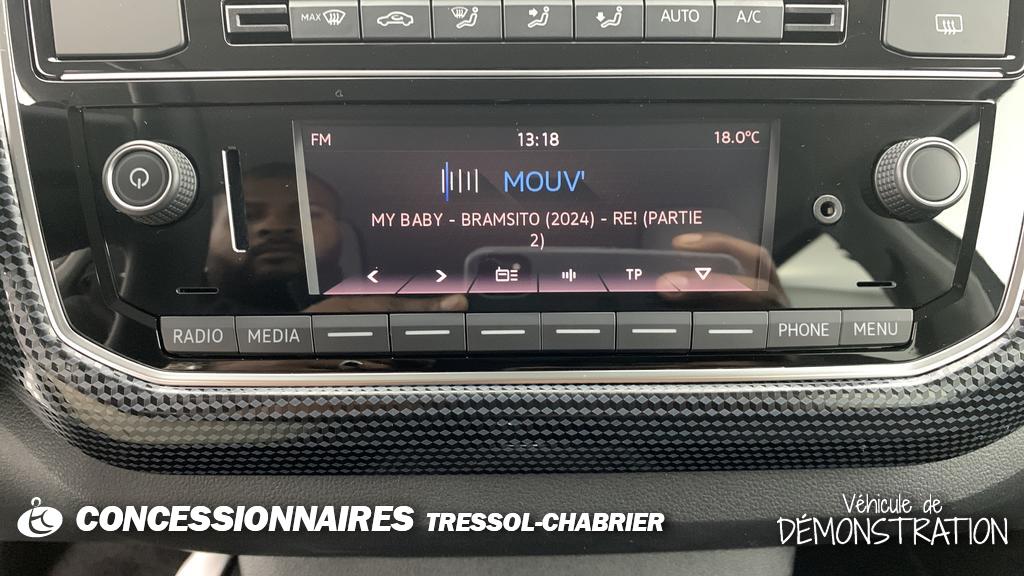 MAX AUTO A/C
FM 13:18 18.0°C
MOUV'
MY BABY - BRAMSITO (2024) - RE! (PARTIE
2)
TP
RADIO MEDIA PHONE MENU
CONCESSIONNAIRES TRESSOL-CHABRIER
Véhicule de
DÉMONSTRATION